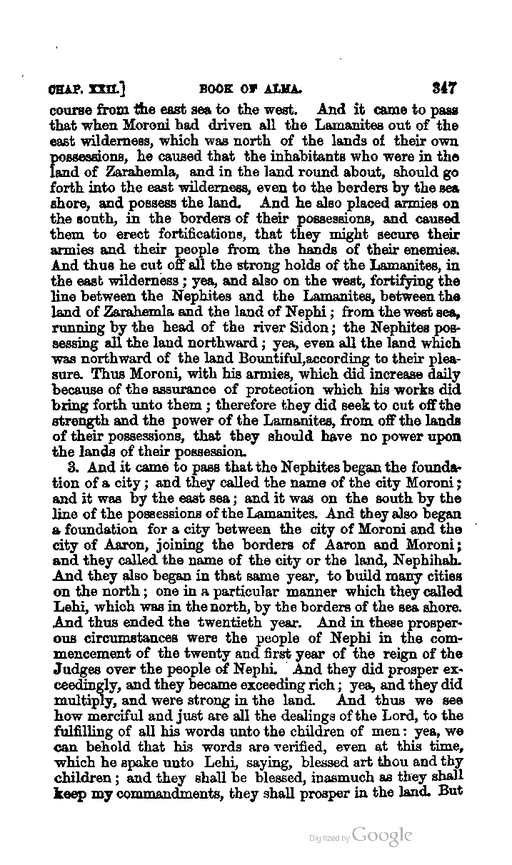 CHAP. XXII.] BOOK OF ALMA. 347
course from the east sea to the west. And it came to pass
that when Moroni had driven all the Lamanites out of the
east wilderness, which was north of the lands of their own
possessions, he caused that the inhabitants who were in the
land of Zarahemla, and in the land round about, should go
forth into the east wilderness, even to the berders by the sea
shore, and possess the land. And he also placed armies on
the south, in the borders of their possessions, and caused
them to erect fortifications, that they might secure their
armies and their people from the hands of their enemies.
And thus he cut off all the strong holds of the Lamanites, in
the east wilderness; yea, and also on the west, fortifying the
line between the Nephites and the Lamanites, between the
land of Zarahemla and the land of Nephi; from the west sea,
running by the head of the river Sidon; the Nephites pos-
sessing all the land northward; yea, even all the land which
was northward of the land Bountiful,according to their plea-
sure. Thus Moroni, with his armies, which did increase daily
because of the assurance of protection which his works did
bring forth unto them; therefore they did seek to cut off the
strength and the power of the Lamanites, from off the lands
of their possessions, that they should have no power upon
the lands of their possession.
3. And it came to pass that the Nephites began the founda-
tion of a city; and they called the name of the city Moroni;
and it was by the east sea; and it was on the south by the
line of the possessions of the Lamanites. And they also began
a foundation for a city between the city of Moroni and the
city of Aaron, joining the borders of Aaron and Moroni;
and they called the name of the city or the land, Nephihah.
And they also began in that same year, to build many cities
on the north; one in a particular manner which they called
Lehi, which was in the north, by the borders of the sea shore.
And thus ended the twentieth year. And in these prosper-
ous circumstances were the people of Nephi in the com-
mencement of the twenty and first year of the reign of the
Judges over the people of Nephi. And they did prosper ex-
ceedingly, and they became exceeding rich; yea, and they did
multiply, and were strong in the land. And thus we see
how merciful and just are all the dealings of the Lord, to the
fulfilling of all his words unto the children of men: yea, we
can behold that his words are verified, even at this time,
which he spake unto Lehi, saying, blessed art thou and thy
children; and they shall be blessed, inasmuch as they shall
keep my commandments, they shall prosper in the land. But
Digitized by Google